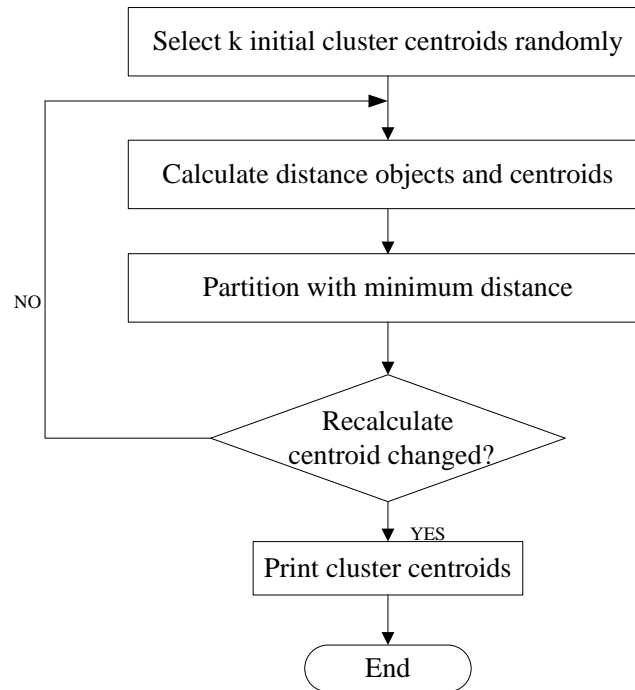 Select k initial cluster centroids randomly
Calculate distance objects and centroids
Partition with minimum distance
NO
Recalculate
centroid changed?
YES
Print cluster centroids
End